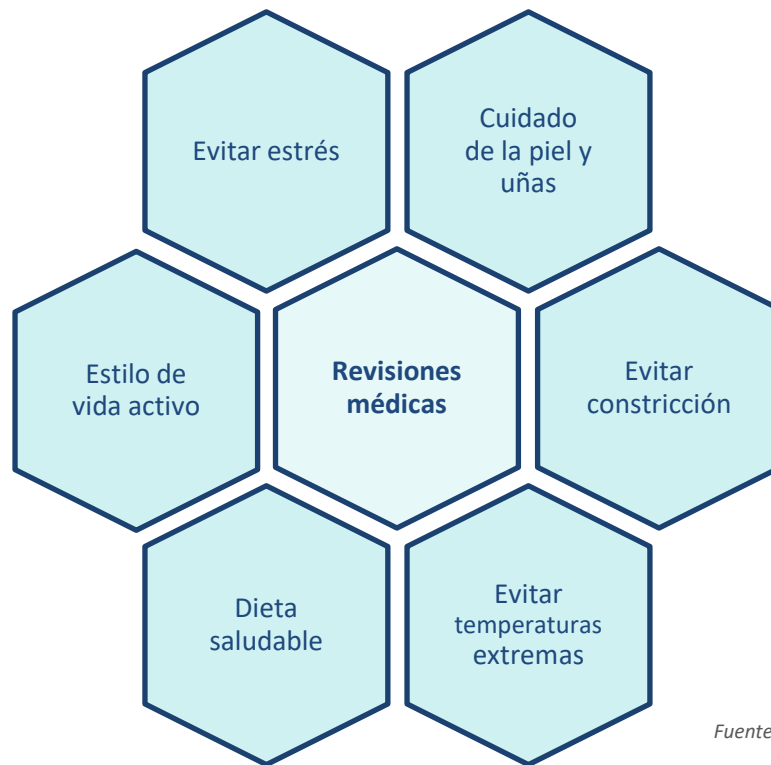 Evitar estrés
Cuidado
de la piel y
uñas
Estilo de
vida activo
Revisiones
médicas
Evitar
constricción
Dieta
saludable
Evitar
temperaturas
extremas
Fuente